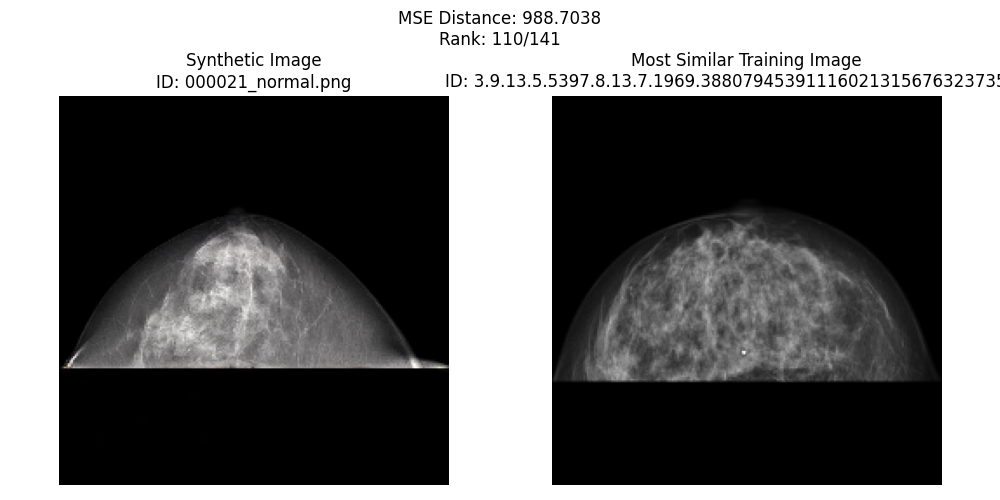 MSE Distance: 988.7038
Rank: 110/141
Synthetic Image
ID: 000021_normal.png
Most Similar Training Image
ID: 3.9.13.5.5397.8.13.7.1969.38807945391116021315676323735